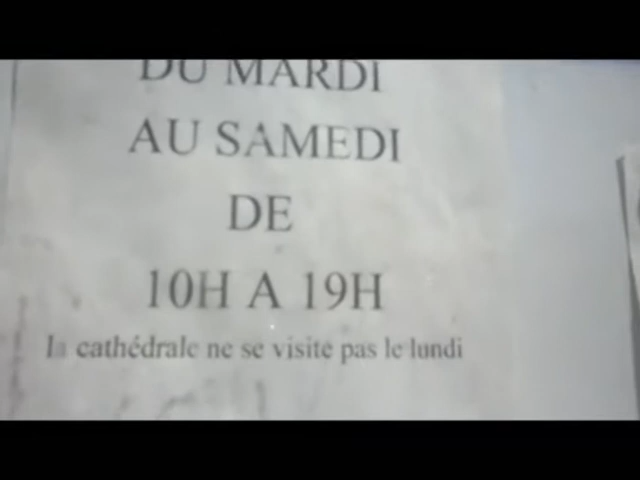 DU MARDI
AU SAMEDI
DE
10H A 19H
la cathédrale ne se visite pas le lundi